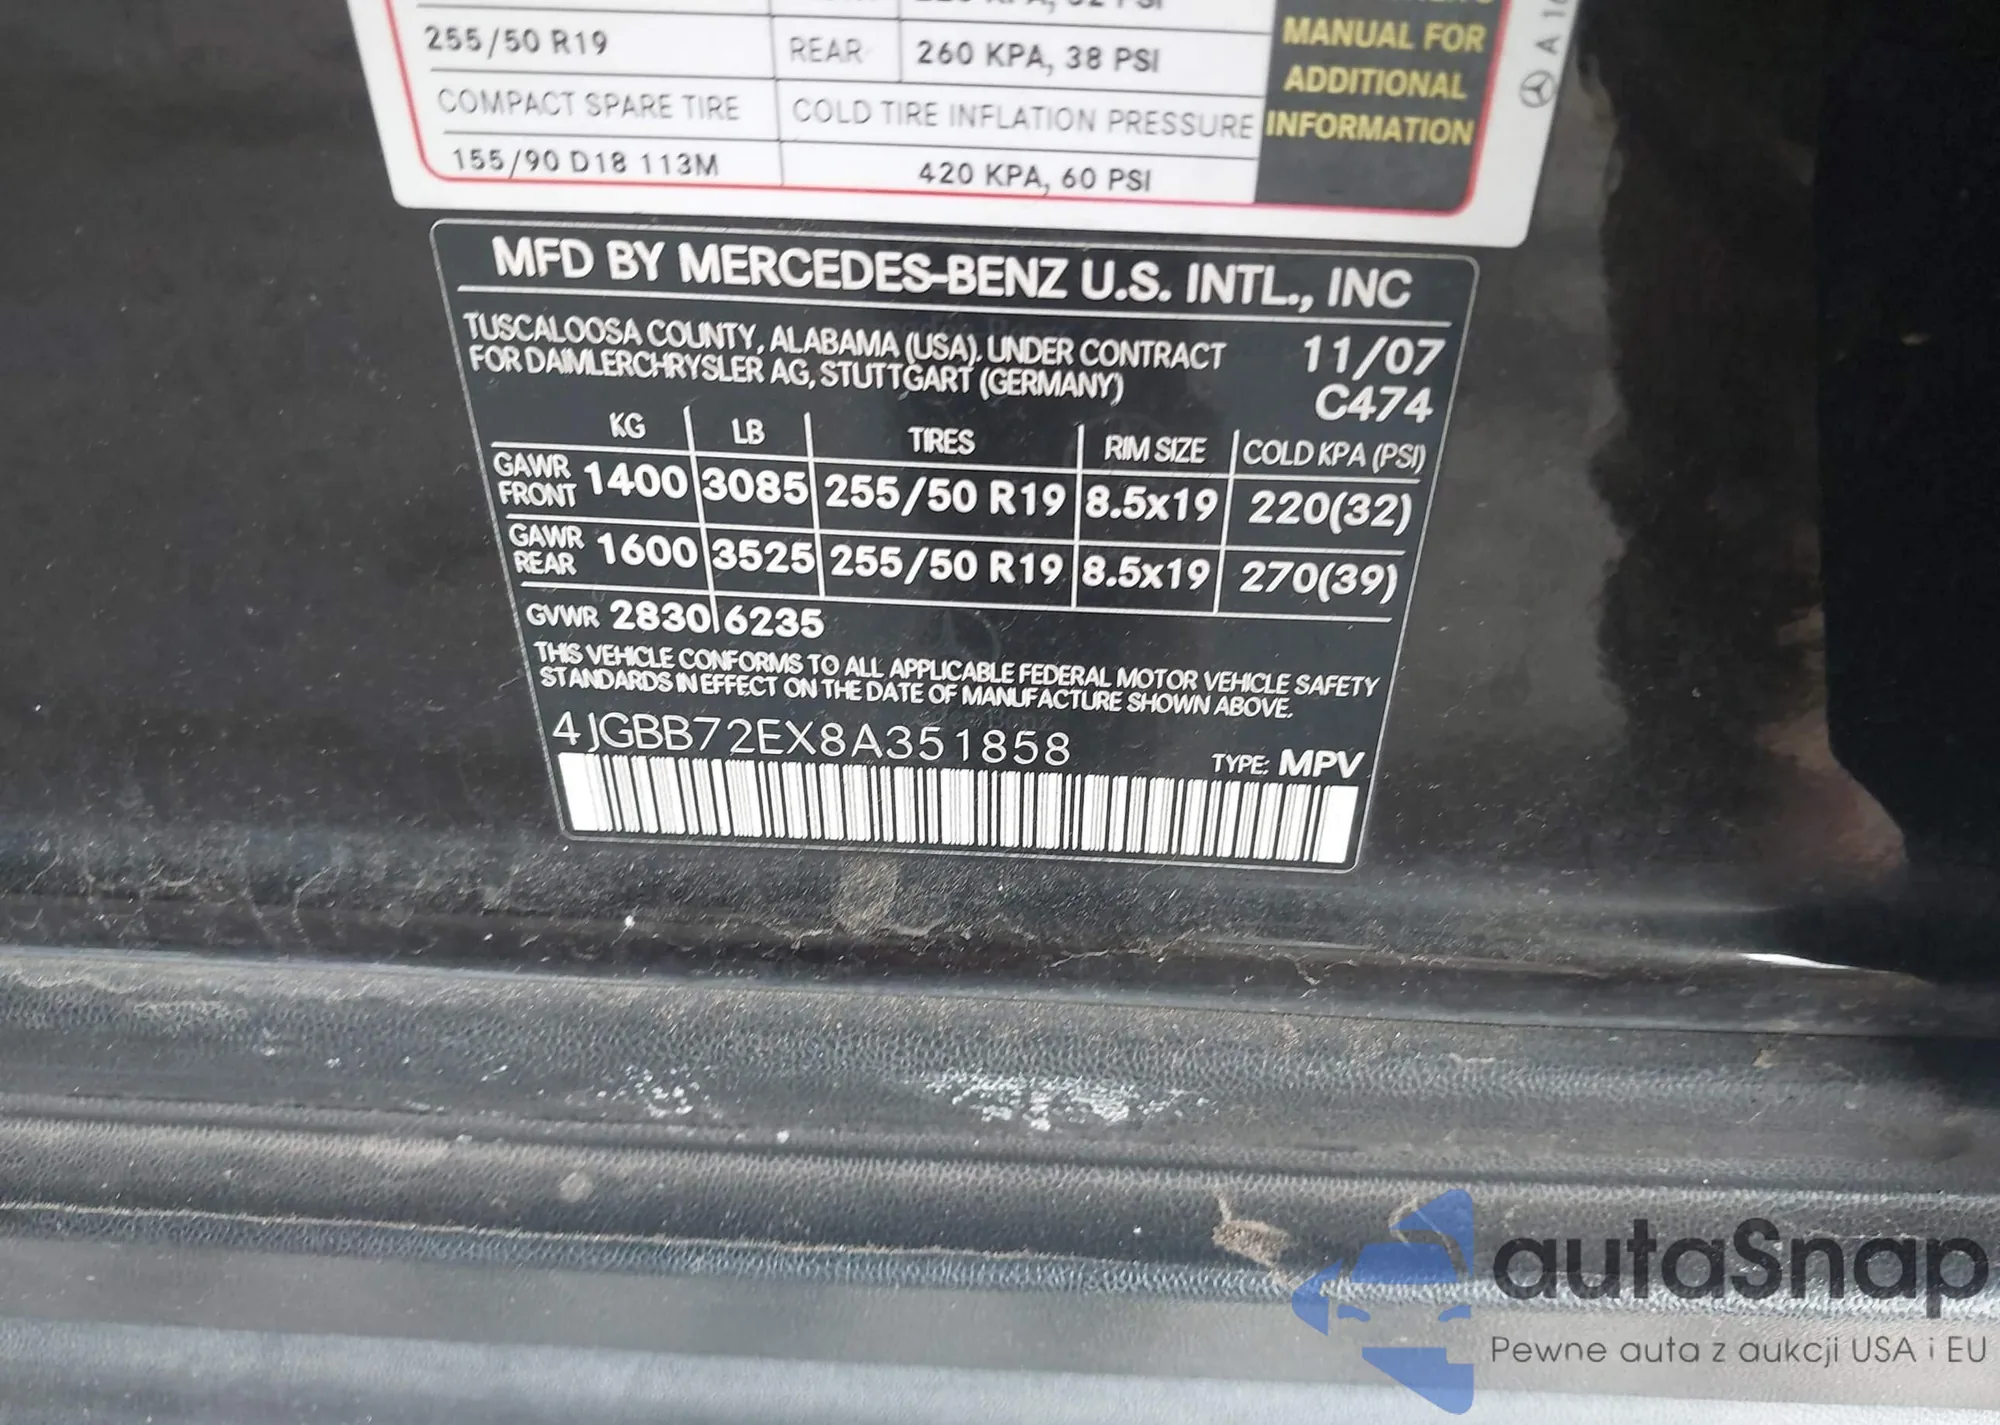 255/50 R19 REAR 260 KPA, 38 PSI
COMPACT SPARE TIRE COLD TIRE INFLATION PRESSURE
155/90 D18 113M 420 KPA, 60 PSI
MANUAL FOR
ADDITIONAL
INFORMATION
MFD BY MERCEDES-BENZ U.S. INTL., INC
TUSCALOOSA COUNTY, ALABAMA (USA). UNDER CONTRACT
FOR DAIMLERCHRYSLER AG, STUTTGART (GERMANY)
11/07
C474
KG LB TIRES RIM SIZE COLD KPA (PSI)
GAWR FRONT 1400 3085 255/50 R19 8.5x19 220(32)
GAWR REAR 1600 3525 255/50 R19 8.5x19 270(39)
GVWR 2830 6235
THIS VEHICLE CONFORMS TO ALL APPLICABLE FEDERAL MOTOR VEHICLE SAFETY
STANDARDS IN EFFECT ON THE DATE OF MANUFACTURE SHOWN ABOVE.
4JGBB72EX8A351858
TYPE: MPV
autaSnap
Pewne auta z aukcji USA i EU